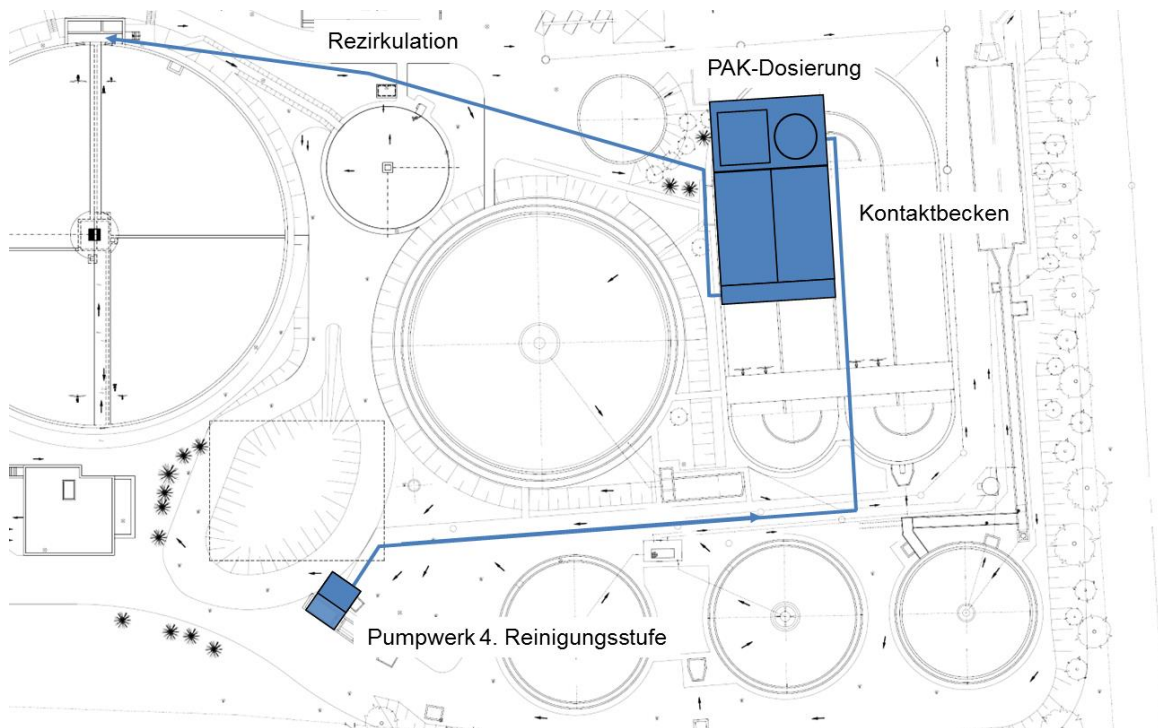 Rezirkulation
PAK-Dosierung
Kontaktbecken
Pumpwerk 4. Reinigungsstufe